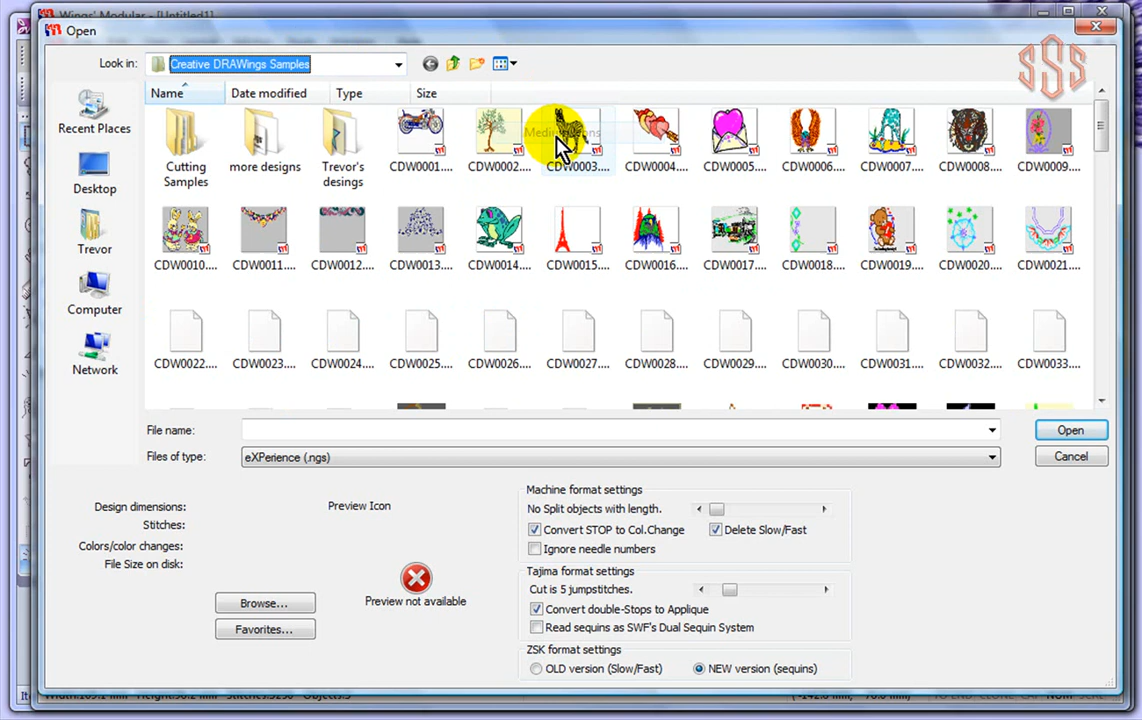 Wings' Modular - [Untitled1]
Open
Look in: Creative DRAWings Samples
SSS
Name Date modified Type Size
Recent Places
Desktop
Trevor
Computer
Network
Medium Icons
Cutting Samples
more designs
Trevor's desings
CDW0001....
CDW0002....
CDW0003....
CDW0004....
CDW0005....
CDW0006....
CDW0007....
CDW0008....
CDW0009....
CDW0010....
CDW0011....
CDW0012....
CDW0013....
CDW0014....
CDW0015....
CDW0016....
CDW0017....
CDW0018....
CDW0019....
CDW0020....
CDW0021....
CDW0022....
CDW0023....
CDW0024....
CDW0025....
CDW0026....
CDW0027....
CDW0028....
CDW0029....
CDW0030....
CDW0031....
CDW0032....
CDW0033....
File name:
Open
Files of type: eXPerience (.ngs)
Cancel
Design dimensions:
Stitches:
Colors/color changes:
File Size on disk:
Preview Icon
Preview not available
Browse...
Favorites...
Machine format settings
No Split objects with length.
Convert STOP to Col.Change
Delete Slow/Fast
Ignore needle numbers
Tajima format settings
Cut is 5 jumpstitches.
Convert double-Stops to Applique
Read sequins as SWF's Dual Sequin System
ZSK format settings
OLD version (Slow/Fast)
NEW version (sequins)